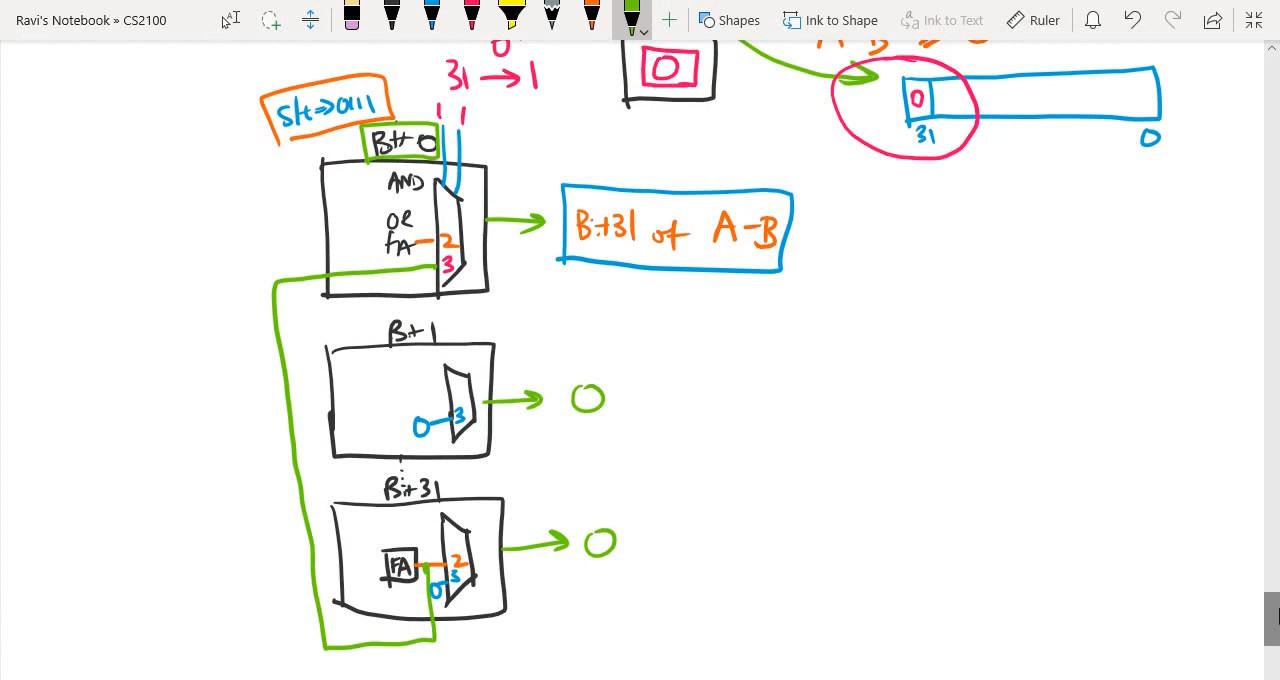 Ravi's Notebook » CS2100
Shapes
Ink to Shape
Ink to Text
Ruler
0
31 → 1
0
A-B
0
31
0
slt ⇒ 0111
1 1
Bit 0
AND
OR
FA 2
3
Bit 31 of A-B
Bit 1
0 3
0
Bit 31
FA 2
0 3
0